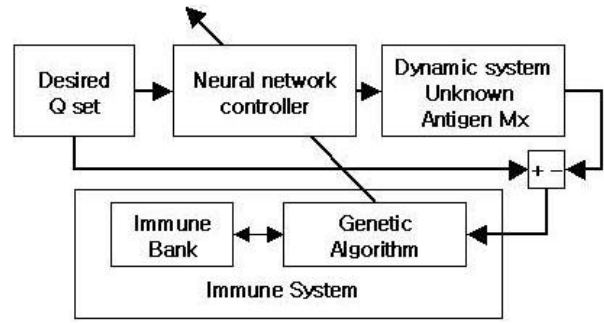 Desired
Q set
Neural network
controller
Dynamic system
Unknown
Antigen Mx
+ -
Immune
Bank
Genetic
Algorithm
Immune System